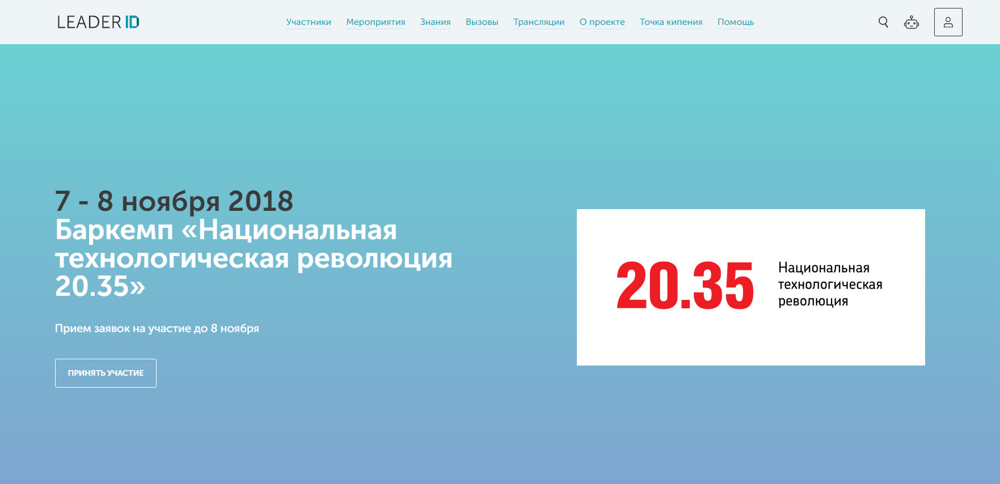 LEADER ID
Участники Мероприятия Знания Вызовы Трансляции О проекте Точка кипения Помощь
7 - 8 ноября 2018
Баркемп «Национальная
технологическая революция
20.35»
Прием заявок на участие до 8 ноября
ПРИНЯТЬ УЧАСТИЕ
20.35
Национальная
технологическая
революция